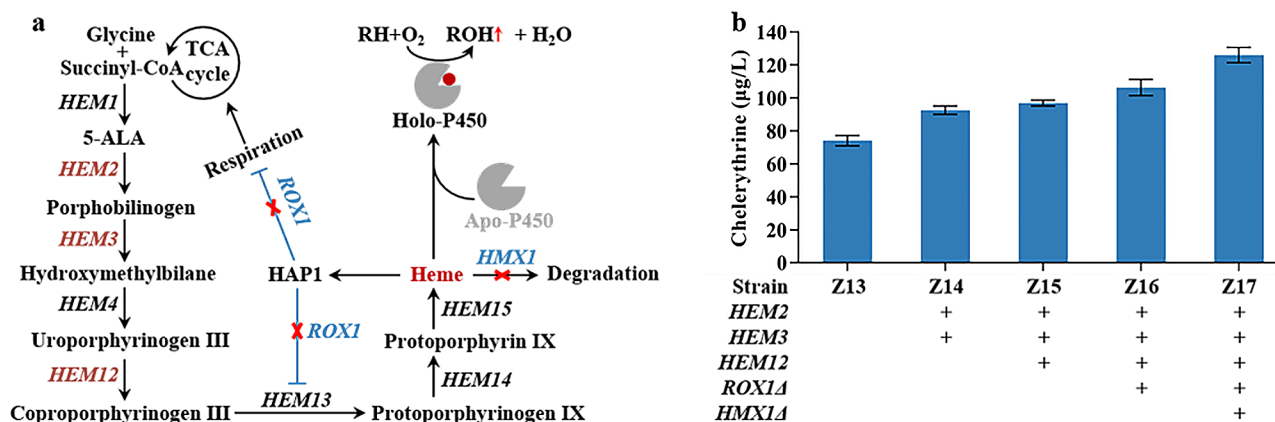 a
Glycine
+
Succinyl-CoA
TCA
cycle
HEM1
5-ALA
HEM2
Porphobilinogen
HEM3
Hydroxymethylbilane
HEM4
Uroporphyrinogen III
HEM12
Coproporphyrinogen III
HEM13
Protoporphyrinogen IX
HEM14
Protoporphyrin IX
HEM15
Heme
HMX1
Degradation
HAP1
ROX1
ROX1
Respiration
RH+O₂ ROH↑ + H₂O
Holo-P450
Apo-P450
b
Chelerythrine (µg/L)
140
120
100
80
60
40
20
0
Strain Z13 Z14 Z15 Z16 Z17
HEM2 + + + +
HEM3 + + + +
HEM12 + + +
ROX1Δ + +
HMX1Δ +